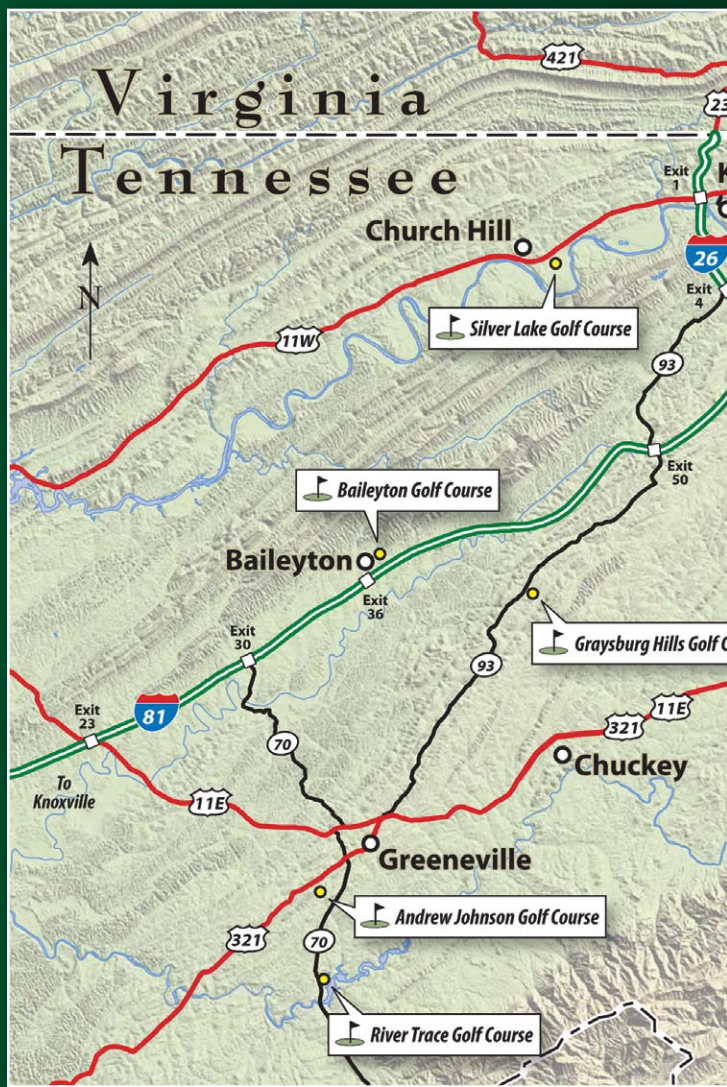 421
Virginia
23
Tennessee
Exit
1
K
Church Hill
26
N
Exit
4
Silver Lake Golf Course
11W
93
Exit
50
Baileyton Golf Course
Baileyton
Exit
36
Exit
30
Graysburg Hills Golf C
93
11E
321
Exit
23
81
70
Chuckey
To
Knoxville
11E
Greeneville
Andrew Johnson Golf Course
321
70
River Trace Golf Course